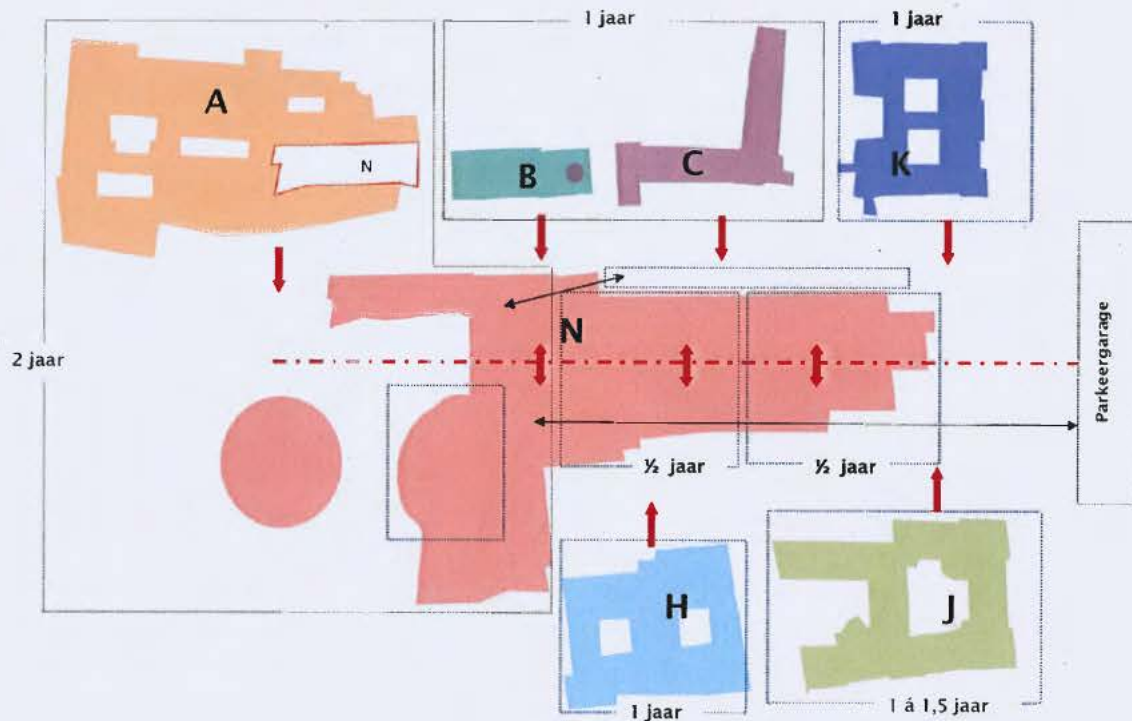 1 jaar
1 jaar
A
N
B
C
K
N
2 jaar
Parkeergarage
½ jaar
½ jaar
H
J
1 jaar
1 á 1,5 jaar